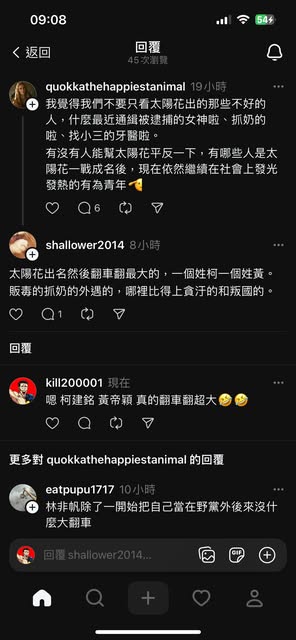 09:08
54
返回
回覆
45 次瀏覽
quokkathehappiestanimal 19小時
我覺得我們不要只看太陽花出的那些不好的
人，什麼最近通緝被逮捕的女神啦、抓奶的
啦、找小三的牙醫啦。
有沒有人能幫太陽花平反一下，有哪些人是太
陽花一戰成名後，現在依然繼續在社會上發光
發熱的有為青年🫡
6
shallower2014 8小時
太陽花出名然後翻車翻最大的，一個姓柯一個姓黃。
販毒的抓奶的外遇的，哪裡比得上貪汙的和叛國的。
1
回覆
kill200001 現在
嗯 柯建銘 黃帝穎 真的翻車翻超大🤣🤣
更多對 quokkathehappiestanimal 的回覆
eatpupu1717 10小時
林非帆除了一開始把自己當在野黨外後來沒什
麼大翻車
回覆 shallower2014...
GIF